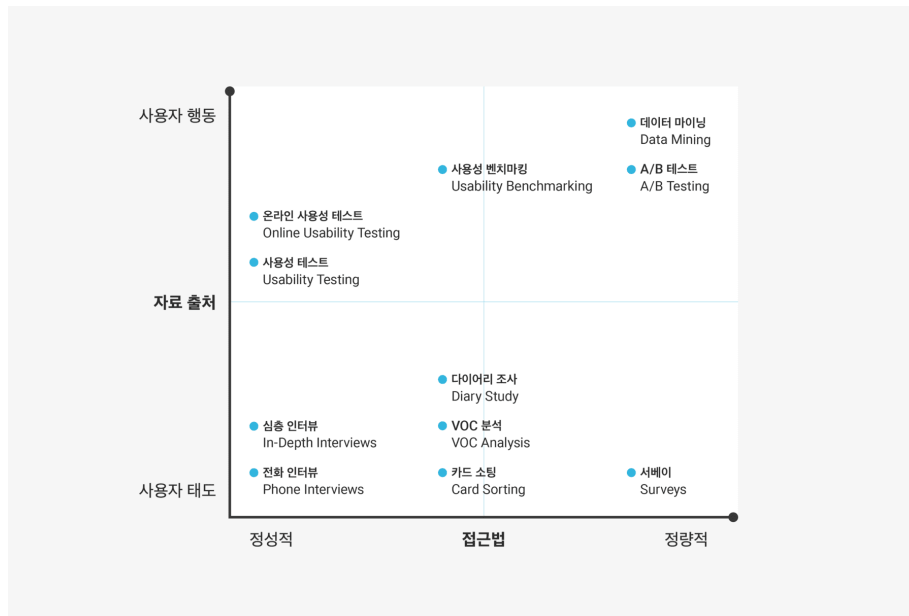 사용자 행동
데이터 마이닝
Data Mining
사용성 벤치마킹
Usability Benchmarking
A/B 테스트
A/B Testing
온라인 사용성 테스트
Online Usability Testing
사용성 테스트
Usability Testing
자료 출처
다이어리 조사
Diary Study
심층 인터뷰
In-Depth Interviews
VOC 분석
VOC Analysis
전화 인터뷰
Phone Interviews
카드 소팅
Card Sorting
서베이
Surveys
사용자 태도
정성적
접근법
정량적